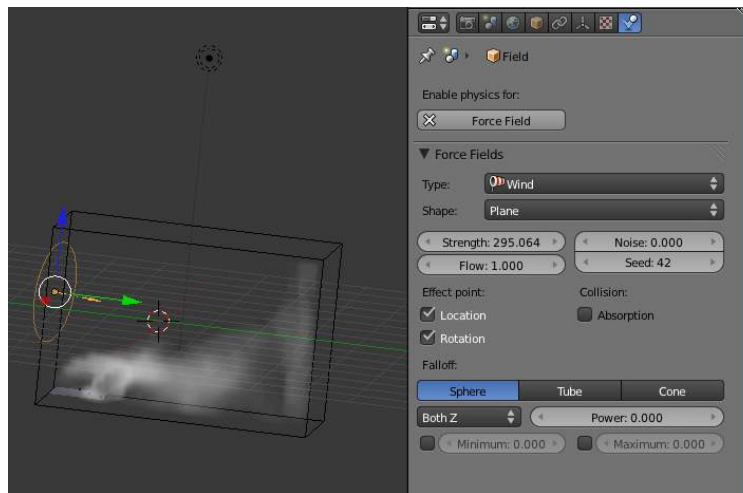 Field
Enable physics for:
Force Field
Force Fields
Type: Wind
Shape: Plane
Strength: 295.064 Noise: 0.000
Flow: 1.000 Seed: 42
Effect point: Collision:
Location Absorption
Rotation
Falloff:
Sphere Tube Cone
Both Z Power: 0.000
Minimum: 0.000 Maximum: 0.000